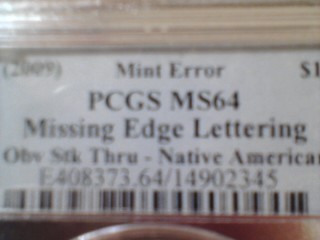 (2009) Mint Error $1
PCGS MS64
Missing Edge Lettering
Obv Stk Thru - Native American
E408373.64/14902345